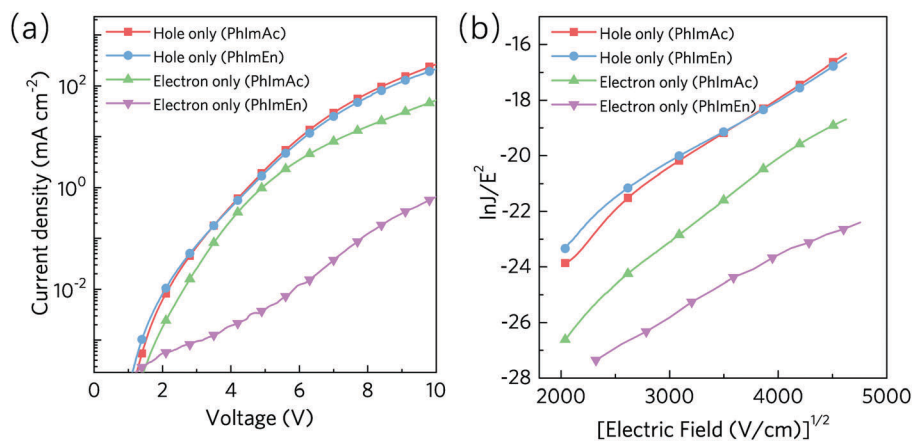 (a)
Hole only (PhImAc)
Hole only (PhImEn)
Electron only (PhImAc)
Electron only (PhImEn)
10²
10⁰
10⁻²
Current density (mA cm⁻²)
0 2 4 6 8 10
Voltage (V)
(b)
Hole only (PhImAc)
Hole only (PhImEn)
Electron only (PhImAc)
Electron only (PhImEn)
-16
-18
-20
-22
-24
-26
-28
lnJ/E²
2000 3000 4000 5000
[Electric Field (V/cm)]¹/²